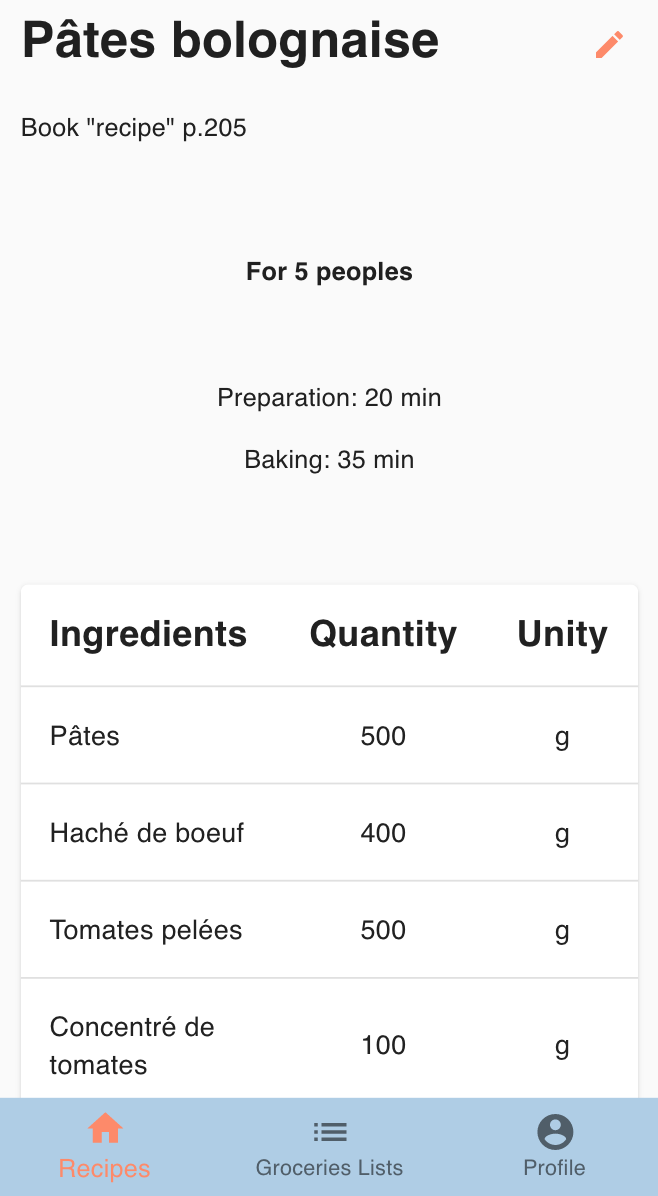 Pâtes bolognaise
Book "recipe" p.205
For 5 peoples
Preparation: 20 min
Baking: 35 min
Ingredients Quantity Unity
Pâtes 500 g
Haché de boeuf 400 g
Tomates pelées 500 g
Concentré de
tomates 100 g
Recipes Groceries Lists Profile